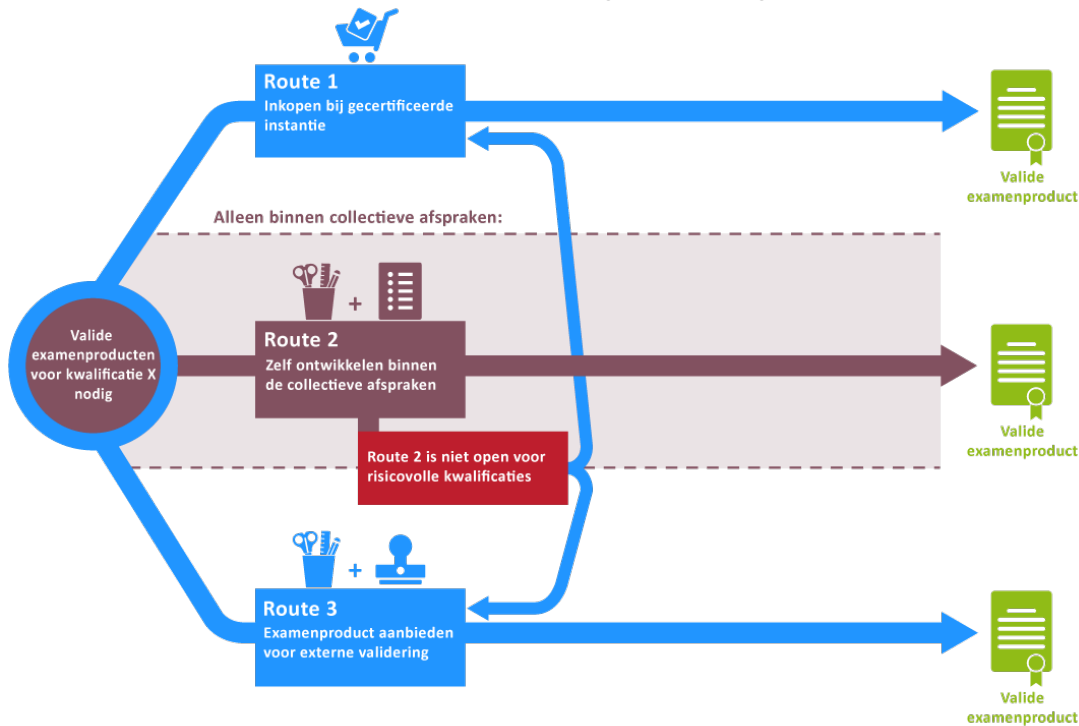 Route 1
Inkopen bij gecertificeerde
instantie
Valide
examenproduct
Alleen binnen collectieve afspraken:
Valide
examenproducten
voor kwalificatie X
nodig
+
Route 2
Zelf ontwikkelen binnen
de collectieve afspraken
Valide
examenproduct
Route 2 is niet open voor
risicovolle kwalificaties
+
Route 3
Examenproduct aanbieden
voor externe validering
Valide
examenproduct